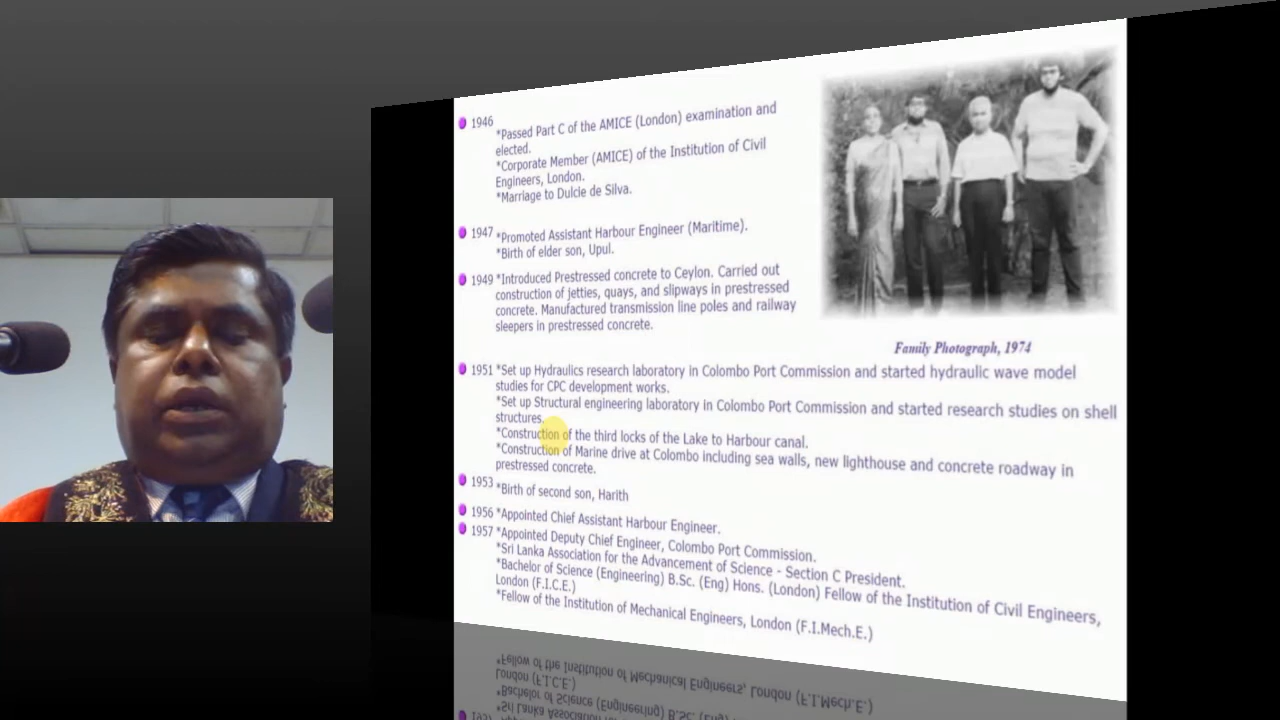 1946
*Passed Part C of the AMICE (London) examination and
elected.
*Corporate Member (AMICE) of the Institution of Civil
Engineers, London.
*Marriage to Dulcie de Silva.
1947 *Promoted Assistant Harbour Engineer (Maritime).
*Birth of elder son, Upul.
1949 *Introduced Prestressed concrete to Ceylon. Carried out
construction of jetties, quays, and slipways in prestressed
concrete. Manufactured transmission line poles and railway
sleepers in prestressed concrete.
Family Photograph, 1974
1951 *Set up Hydraulics research laboratory in Colombo Port Commission and started hydraulic wave model
studies for CPC development works.
*Set up Structural engineering laboratory in Colombo Port Commission and started research studies on shell
structures.
*Construction of the third locks of the Lake to Harbour canal.
*Construction of Marine drive at Colombo including sea walls, new lighthouse and concrete roadway in
prestressed concrete.
1953 *Birth of second son, Harith
1956 *Appointed Chief Assistant Harbour Engineer.
1957 *Appointed Deputy Chief Engineer, Colombo Port Commission.
*Sri Lanka Association for the Advancement of Science - Section C President.
*Bachelor of Science (Engineering) B.Sc. (Eng) Hons. (London) Fellow of the Institution of Civil Engineers,
London (F.I.C.E.)
*Fellow of the Institution of Mechanical Engineers, London (F.I.Mech.E.)